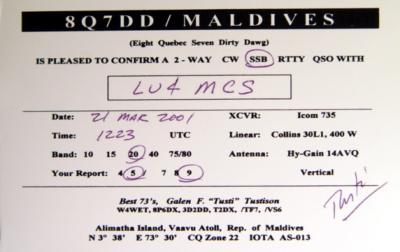 8Q7DD / MALDIVES
(Eight Quebec Seven Dirty Dawg)
IS PLEASED TO CONFIRM A 2 - WAY CW SSB RTTY QSO WITH
LU4 MCS
Date: 21 MAR 2001 XCVR: Icom 735
Time: 1223 UTC Linear: Collins 30L1, 400 W
Band: 10 15 20 40 75/80 Antenna: Hy-Gain 14AVQ
Your Report: 4 5 / 7 8 9 Vertical
Tusti
Best 73's, Galen F. "Tusti" Tustison
W4WET, 8P6DX, 3D2DD, T2DX, /TF7, /VS6
Alimatha Island, Vaavu Atoll, Rep. of Maldives
N 3° 38' E 73° 30' CQ Zone 22 IOTA AS-013